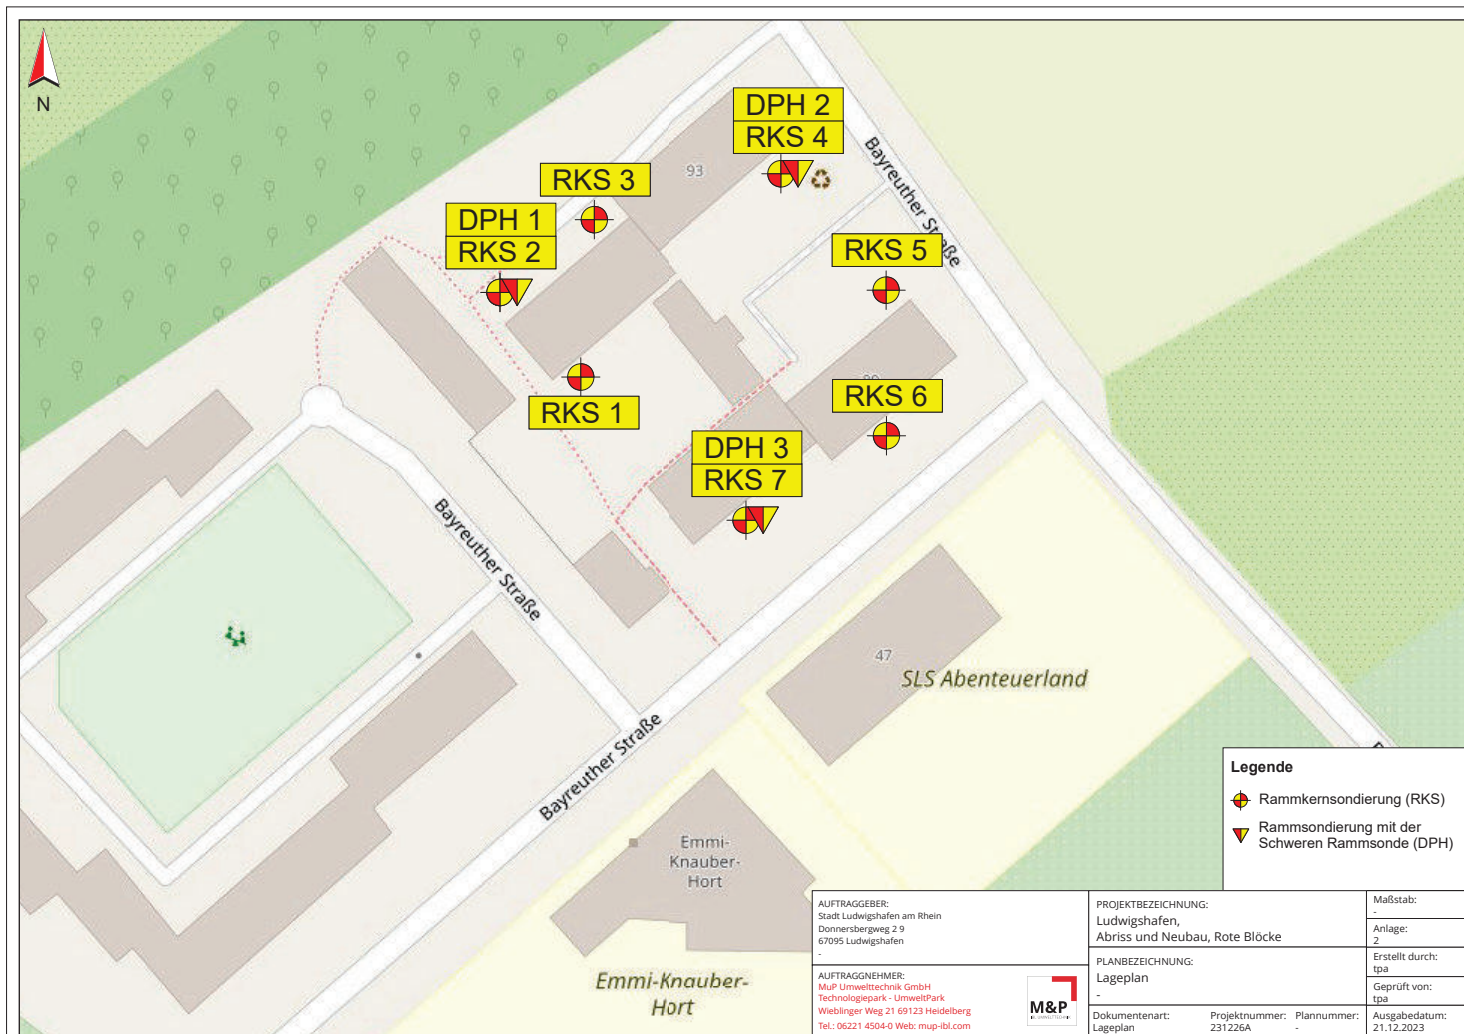 N
DPH 2
RKS 4
93
RKS 3
DPH 1
RKS 2
Bayreuther Straße
RKS 5
RKS 6
RKS 1
DPH 3
RKS 7
Bayreuther Straße
47
SLS Abenteuerland
Bayreuther Straße
Emmi-
Knauber-
Hort
Emmi-Knauber-
Hort
Legende
Rammkernsondierung (RKS)
Rammsondierung mit der
Schweren Rammsonde (DPH)
AUFTRAGGEBER:
Stadt Ludwigshafen am Rhein
Donnersbergweg 2 9
67095 Ludwigshafen
-
AUFTRAGGNEHMER:
MuP Umwelttechnik GmbH
Technologiepark - UmweltPark
Wieblinger Weg 21 69123 Heidelberg
Tel.: 06221 4504-0 Web: mup-ibl.com
M&P
PROJEKTBEZEICHNUNG:
Ludwigshafen,
Abriss und Neubau, Rote Blöcke
PLANBEZEICHNUNG:
Lageplan
-
Dokumentenart:
Lageplan
Projektnummer:
231226A
Plannummer:
-
Maßstab:
-
Anlage:
2
Erstellt durch:
tpa
Geprüft von:
tpa
Ausgabedatum:
21.12.2023